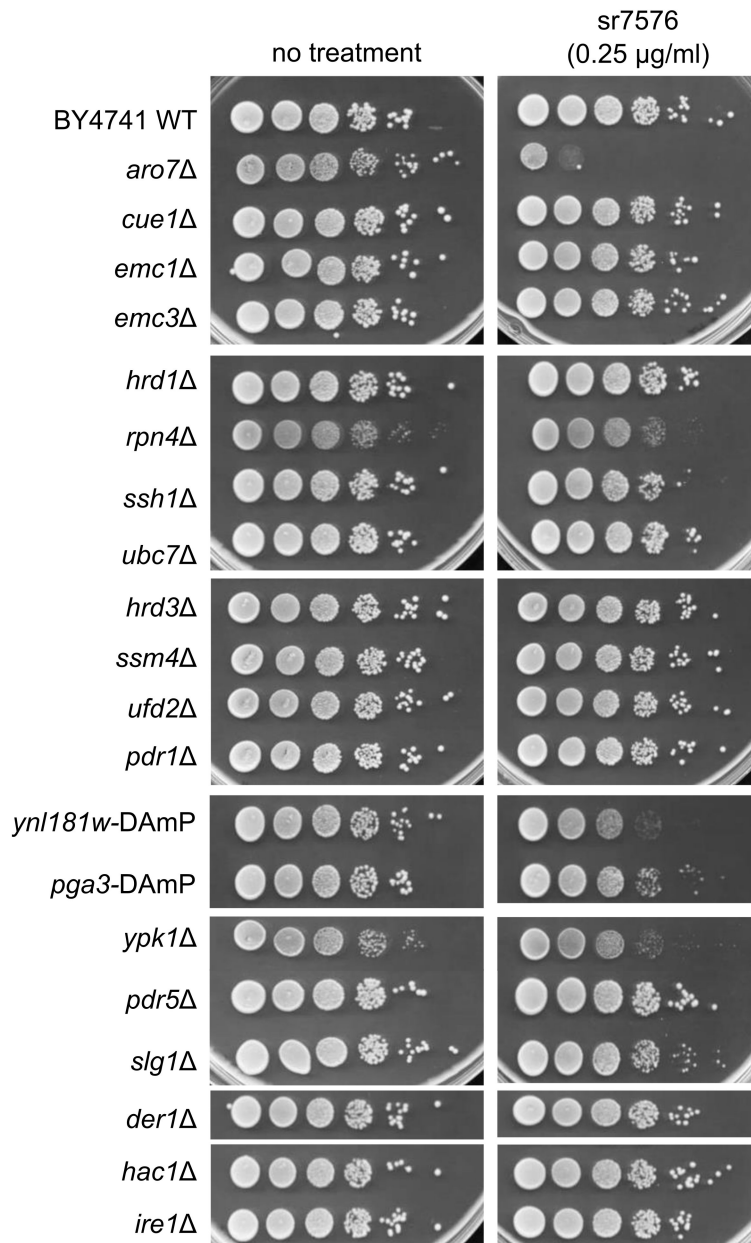 no treatment
sr7576
(0.25 µg/ml)
BY4741 WT
aro7Δ
cue1Δ
emc1Δ
emc3Δ
hrd1Δ
rpn4Δ
ssh1Δ
ubc7Δ
hrd3Δ
ssm4Δ
ufd2Δ
pdr1Δ
ynl181w-DAmP
pga3-DAmP
ypk1Δ
pdr5Δ
slg1Δ
der1Δ
hac1Δ
ire1Δ